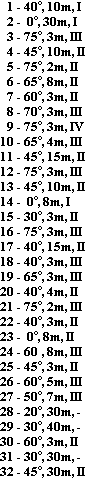 1 - 40°, 10m, I
2 - 0°, 30m, I
3 - 75°, 3m, III
4 - 45°, 10m, II
5 - 75°, 2m, II
6 - 65°, 8m, II
7 - 60°, 3m, II
8 - 70°, 3m, III
9 - 75°, 3m, IV
10 - 65°, 4m, III
11 - 45°, 15m, II
12 - 75°, 3m, III
13 - 45°, 10m, II
14 - 0°, 8m, I
15 - 30°, 3m, II
16 - 75°, 3m, III
17 - 40°, 15m, II
18 - 40°, 3m, III
19 - 65°, 3m, III
20 - 40°, 4m, II
21 - 75°, 2m, III
22 - 40°, 3m, II
23 - 0°, 8m, II
24 - 60 , 8m, III
25 - 45°, 3m, II
26 - 60°, 5m, III
27 - 50°, 7m, III
28 - 20°, 30m, -
29 - 30°, 40m, -
30 - 60°, 3m, II
31 - 30°, 30m, -
32 - 45°, 30m, II